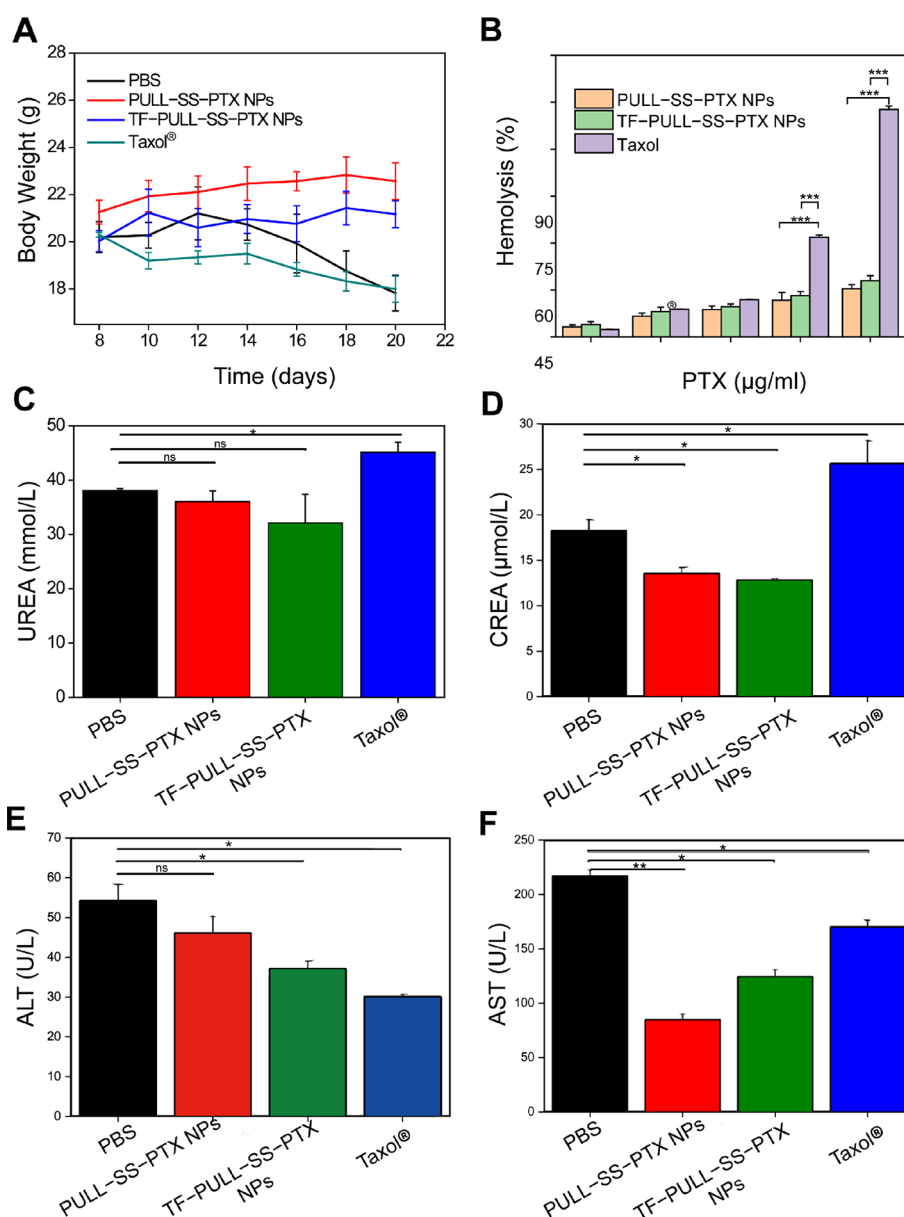 A
28
26
24
22
20
18
Body Weight (g)
PBS
PULL-SS-PTX NPs
TF-PULL-SS-PTX NPs
Taxol®
8
10
12
14
16
18
20
22
Time (days)
B
Hemolysis (%)
90
75
60
45
PULL-SS-PTX NPs
TF-PULL-SS-PTX NPs
Taxol
®
***
***
***
***
PTX (µg/ml)
C
50
40
30
20
10
0
UREA (mmol/L)
*
ns
ns
PBS
PULL-SS-PTX NPs
TF-PULL-SS-PTX
NPs
Taxol®
D
30
25
20
15
10
5
0
CREA (µmol/L)
*
*
*
PBS
PULL-SS-PTX NPs
TF-PULL-SS-PTX
NPs
Taxol®
E
70
60
50
40
30
20
10
0
ALT (U/L)
*
*
ns
PBS
PULL-SS-PTX NPs
TF-PULL-SS-PTX
NPs
Taxol®
F
250
200
150
100
50
0
AST (U/L)
*
*
**
PBS
PULL-SS-PTX NPs
TF-PULL-SS-PTX
NPs
Taxol®